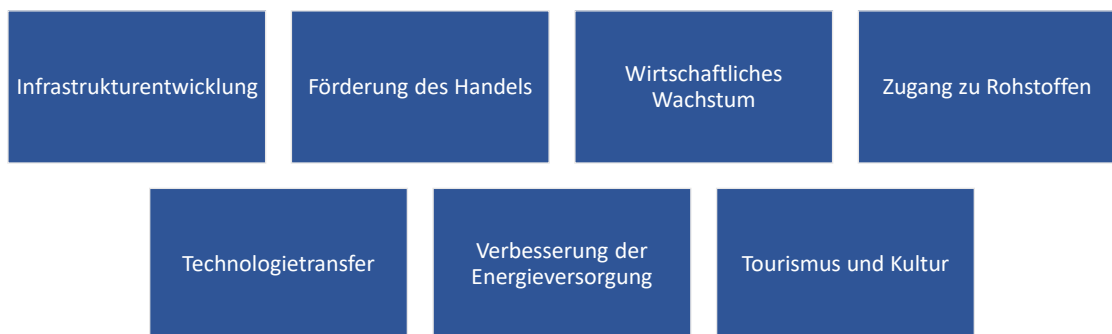 Infrastrukturentwicklung
Förderung des Handels
Wirtschaftliches
Wachstum
Zugang zu Rohstoffen
Technologietransfer
Verbesserung der
Energieversorgung
Tourismus und Kultur